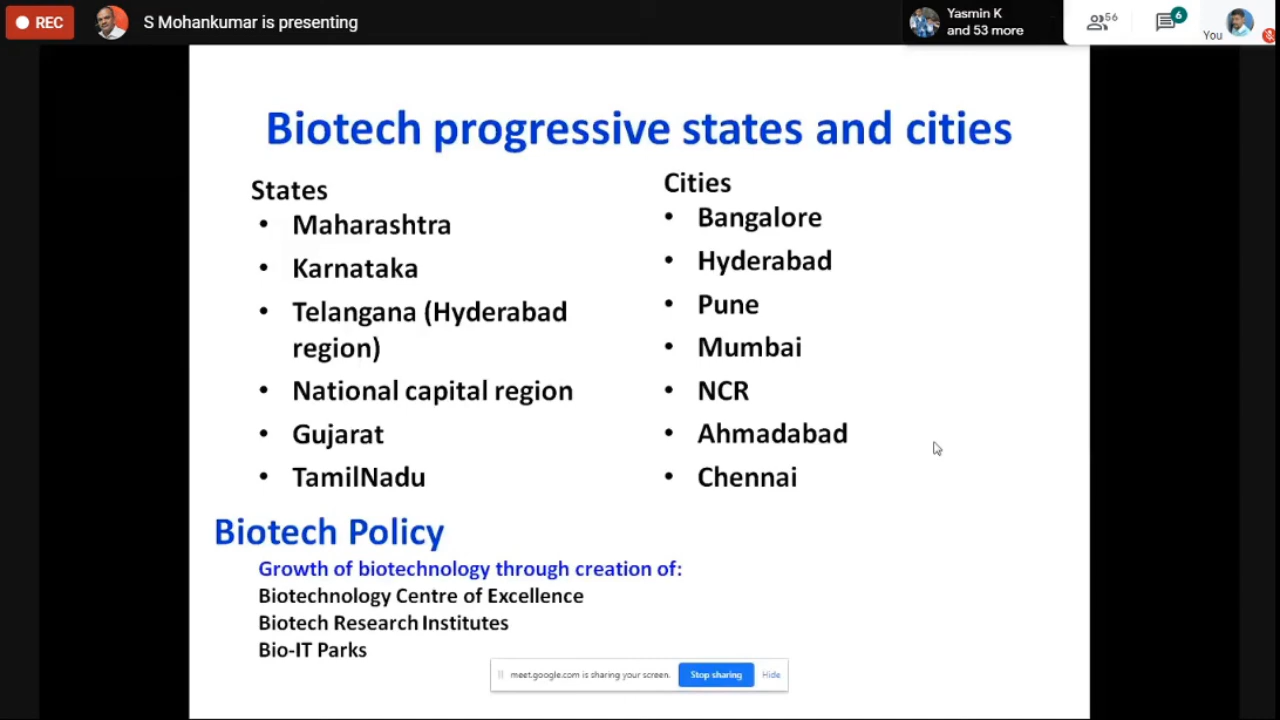 REC
S Mohankumar is presenting
Yasmin K
and 53 more
56
6
You
Biotech progressive states and cities
States
• Maharashtra
• Karnataka
• Telangana (Hyderabad
region)
• National capital region
• Gujarat
• TamilNadu
Cities
• Bangalore
• Hyderabad
• Pune
• Mumbai
• NCR
• Ahmadabad
• Chennai
Biotech Policy
Growth of biotechnology through creation of:
Biotechnology Centre of Excellence
Biotech Research Institutes
Bio-IT Parks
meet.google.com is sharing your screen.
Stop sharing
Hide